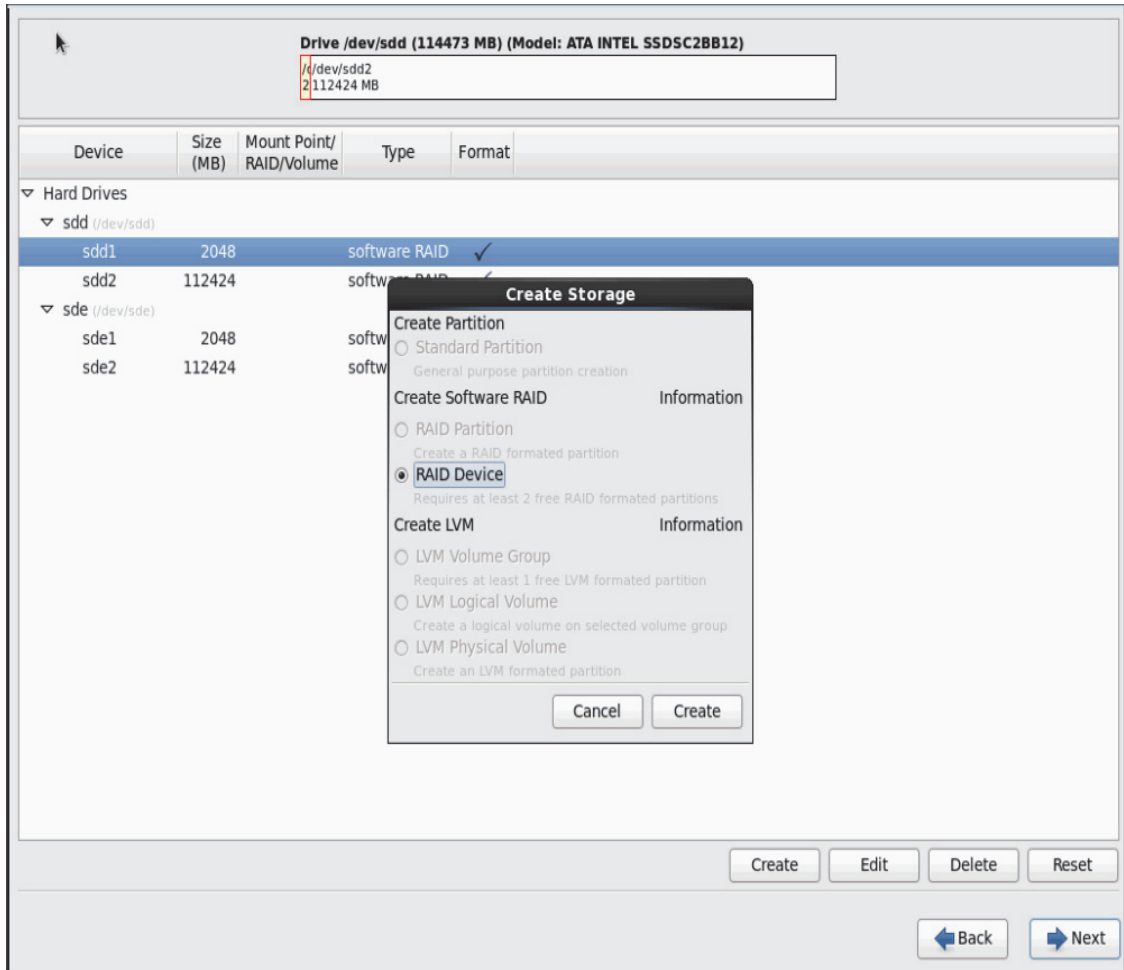 Drive /dev/sdd (114473 MB) (Model: ATA INTEL SSDSC2BB12)
/d/dev/sdd2
2 112424 MB
Device Size (MB) Mount Point/ RAID/Volume Type Format
Hard Drives
sdd (/dev/sdd)
sdd1 2048 software RAID ✓
sdd2 112424 software RAID
sde (/dev/sde)
sde1 2048 softw
sde2 112424 softw
Create Storage
Create Partition
Standard Partition
General purpose partition creation
Create Software RAID Information
RAID Partition
Create a RAID formated partition
RAID Device
Requires at least 2 free RAID formated partitions
Create LVM Information
LVM Volume Group
Requires at least 1 free LVM formated partition
LVM Logical Volume
Create a logical volume on selected volume group
LVM Physical Volume
Create an LVM formated partition
Cancel Create
Create Edit Delete Reset
Back Next